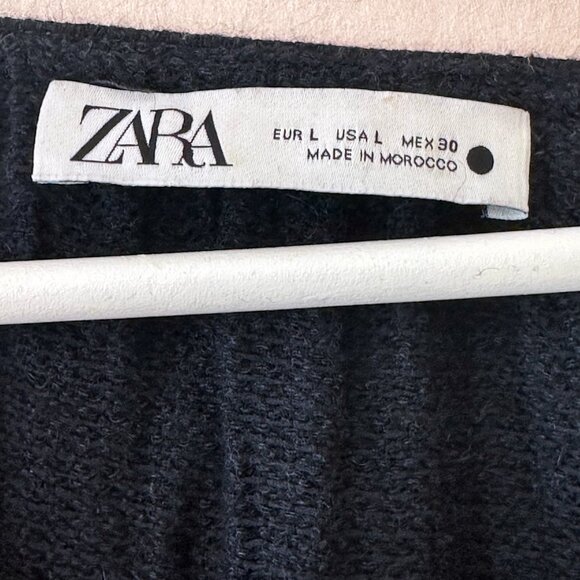 ZARA
EUR L USA L MEX 30
MADE IN MOROCCO